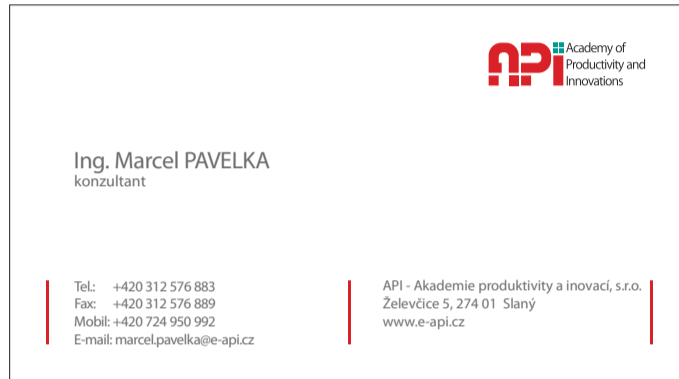 API
Academy of
Productivity and
Innovations
Ing. Marcel PAVELKA
konzultant
Tel.: +420 312 576 883
Fax: +420 312 576 889
Mobil: +420 724 950 992
E-mail: marcel.pavelka@e-api.cz
API - Akademie produktivity a inovací, s.r.o.
Želevčice 5, 274 01 Slaný
www.e-api.cz